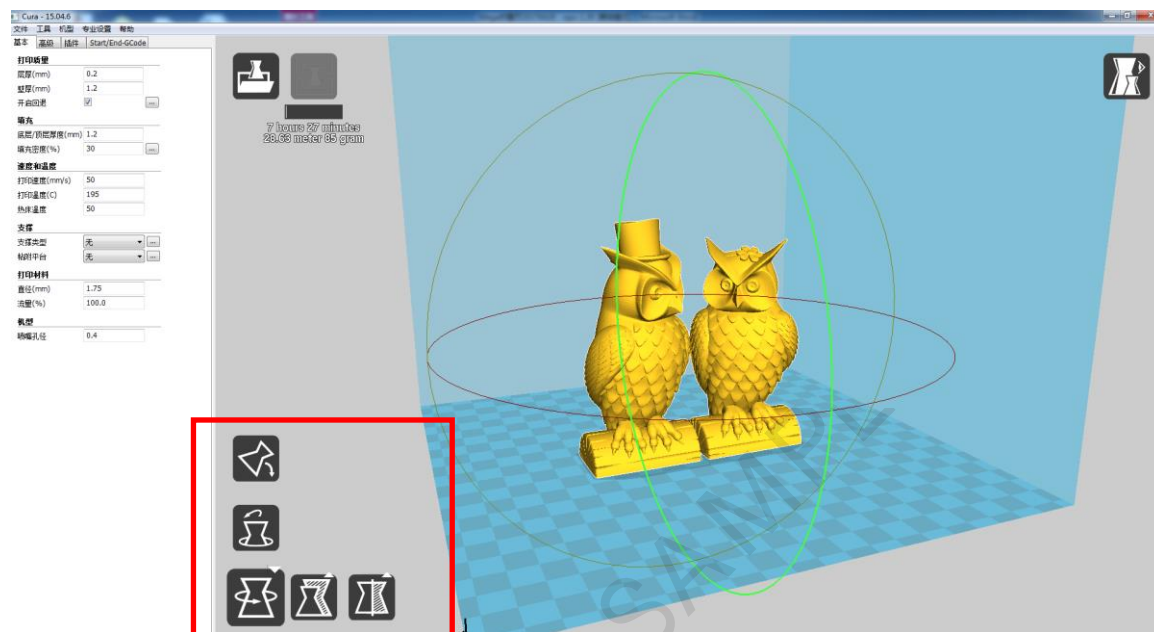 Cura - 15.04.6
文件 工具 机型 专业设置 帮助
基本 高级 插件 Start/End-GCode
打印质量
层厚(mm) 0.2
壁厚(mm) 1.2
开启回退
填充
底层/顶层厚度(mm) 1.2
填充密度(%) 30
速度和温度
打印速度(mm/s) 50
打印温度(C) 195
热床温度 50
支撑
支撑类型 无
粘附平台 无
打印材料
直径(mm) 1.75
流量(%) 100.0
机型
喷嘴孔径 0.4
7 hours 27 minutes
28.63 meter 85 gram
SAMPLE